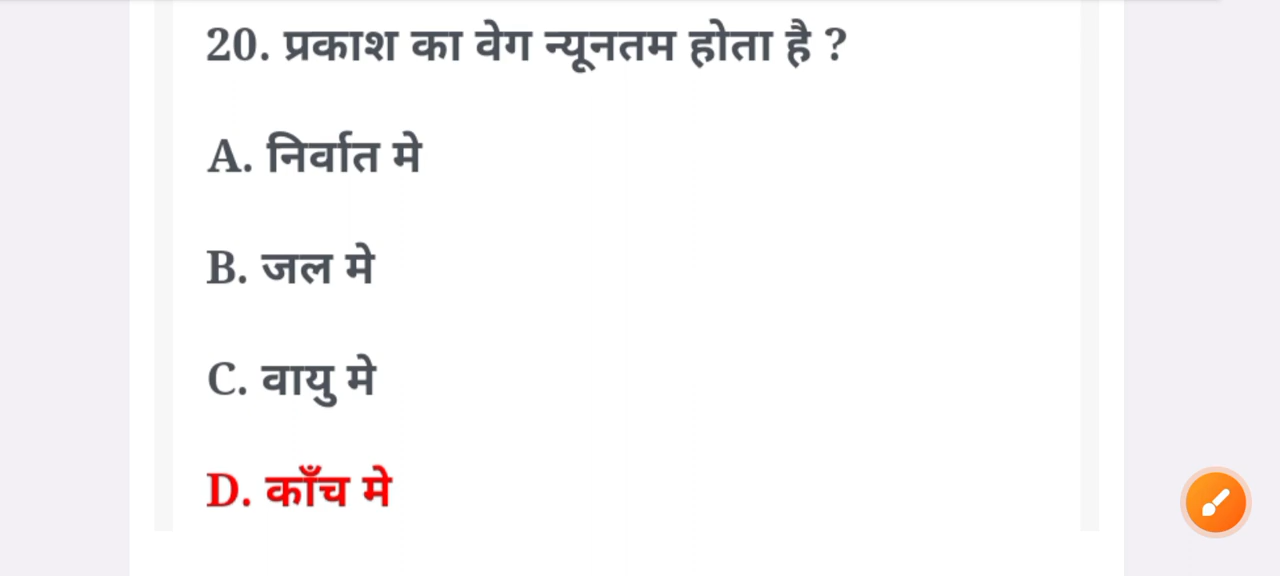 20. प्रकाश का वेग न्यूनतम होता है ?
A. निर्वात मे
B. जल मे
C. वायु मे
D. काँच मे